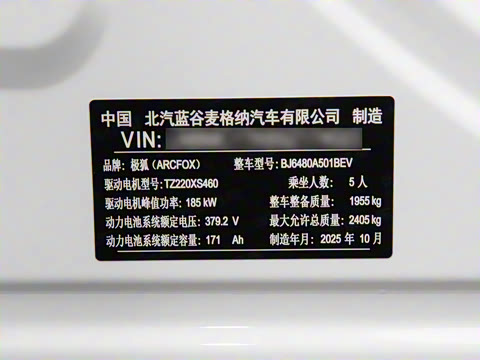 中国 北汽蓝谷麦格纳汽车有限公司 制造
VIN:
品牌：极狐（ARCFOX） 整车型号：BJ6480A501BEV
驱动电机型号：TZ220XS460 乘坐人数： 5 人
驱动电机峰值功率：185 kW 整车整备质量： 1955 kg
动力电池系统额定电压：379.2 V 最大允许总质量：2405 kg
动力电池系统额定容量：171 Ah 制造年月：2025 年 10 月